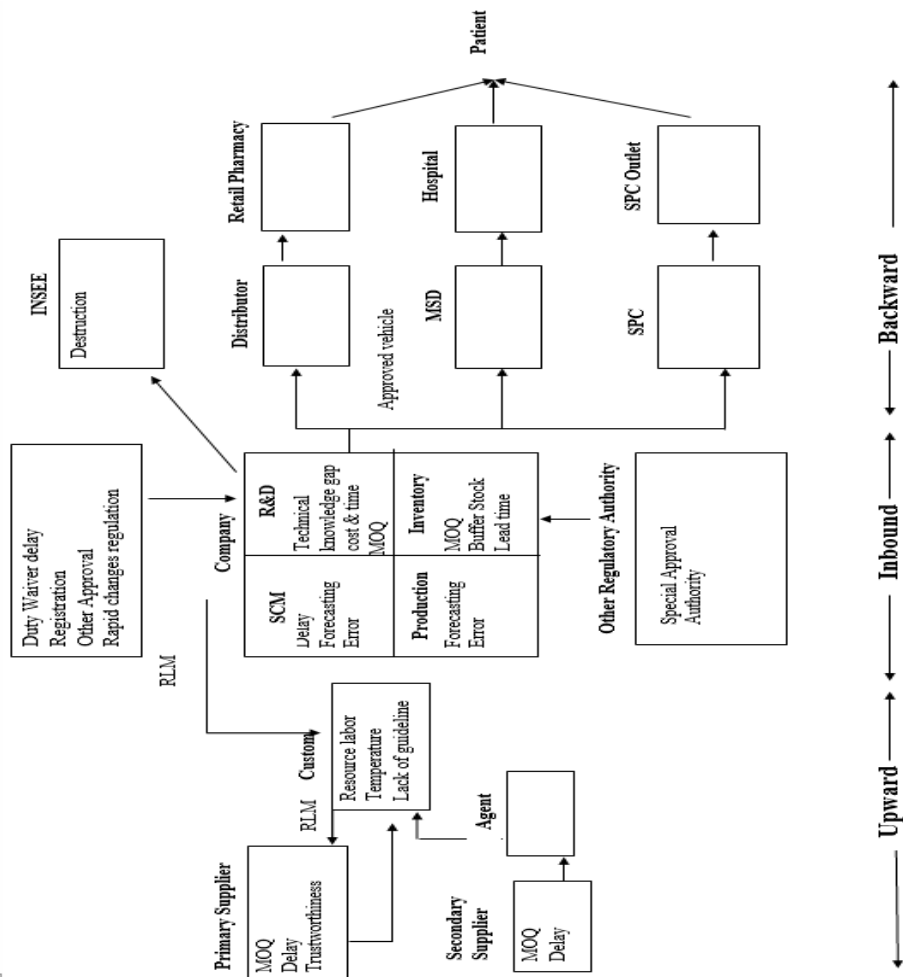 Primary Supplier
MOQ
Delay
Trustworthiness
Secondary
Supplier
MOQ
Delay
Agent
RLM
Custom
Resource labor
Temperature
Lack of guideline
RLM
Duty Waiver delay
Registration
Other Approval
Rapid changes regulation
Company
SCM
Delay
Forecasting
Error
R&D
Technical
knowledge gap
cost & time
MOQ
Production
Forecasting
Error
Inventory
MOQ
Buffer Stock
Lead time
Other Regulatory Authority
Special Approval
Authority
INSEE
Destruction
Approved vehicle
Distributor
Retail Pharmacy
MSD
Hospital
SPC
SPC Outlet
Patient
Upward
Inbound
Backward